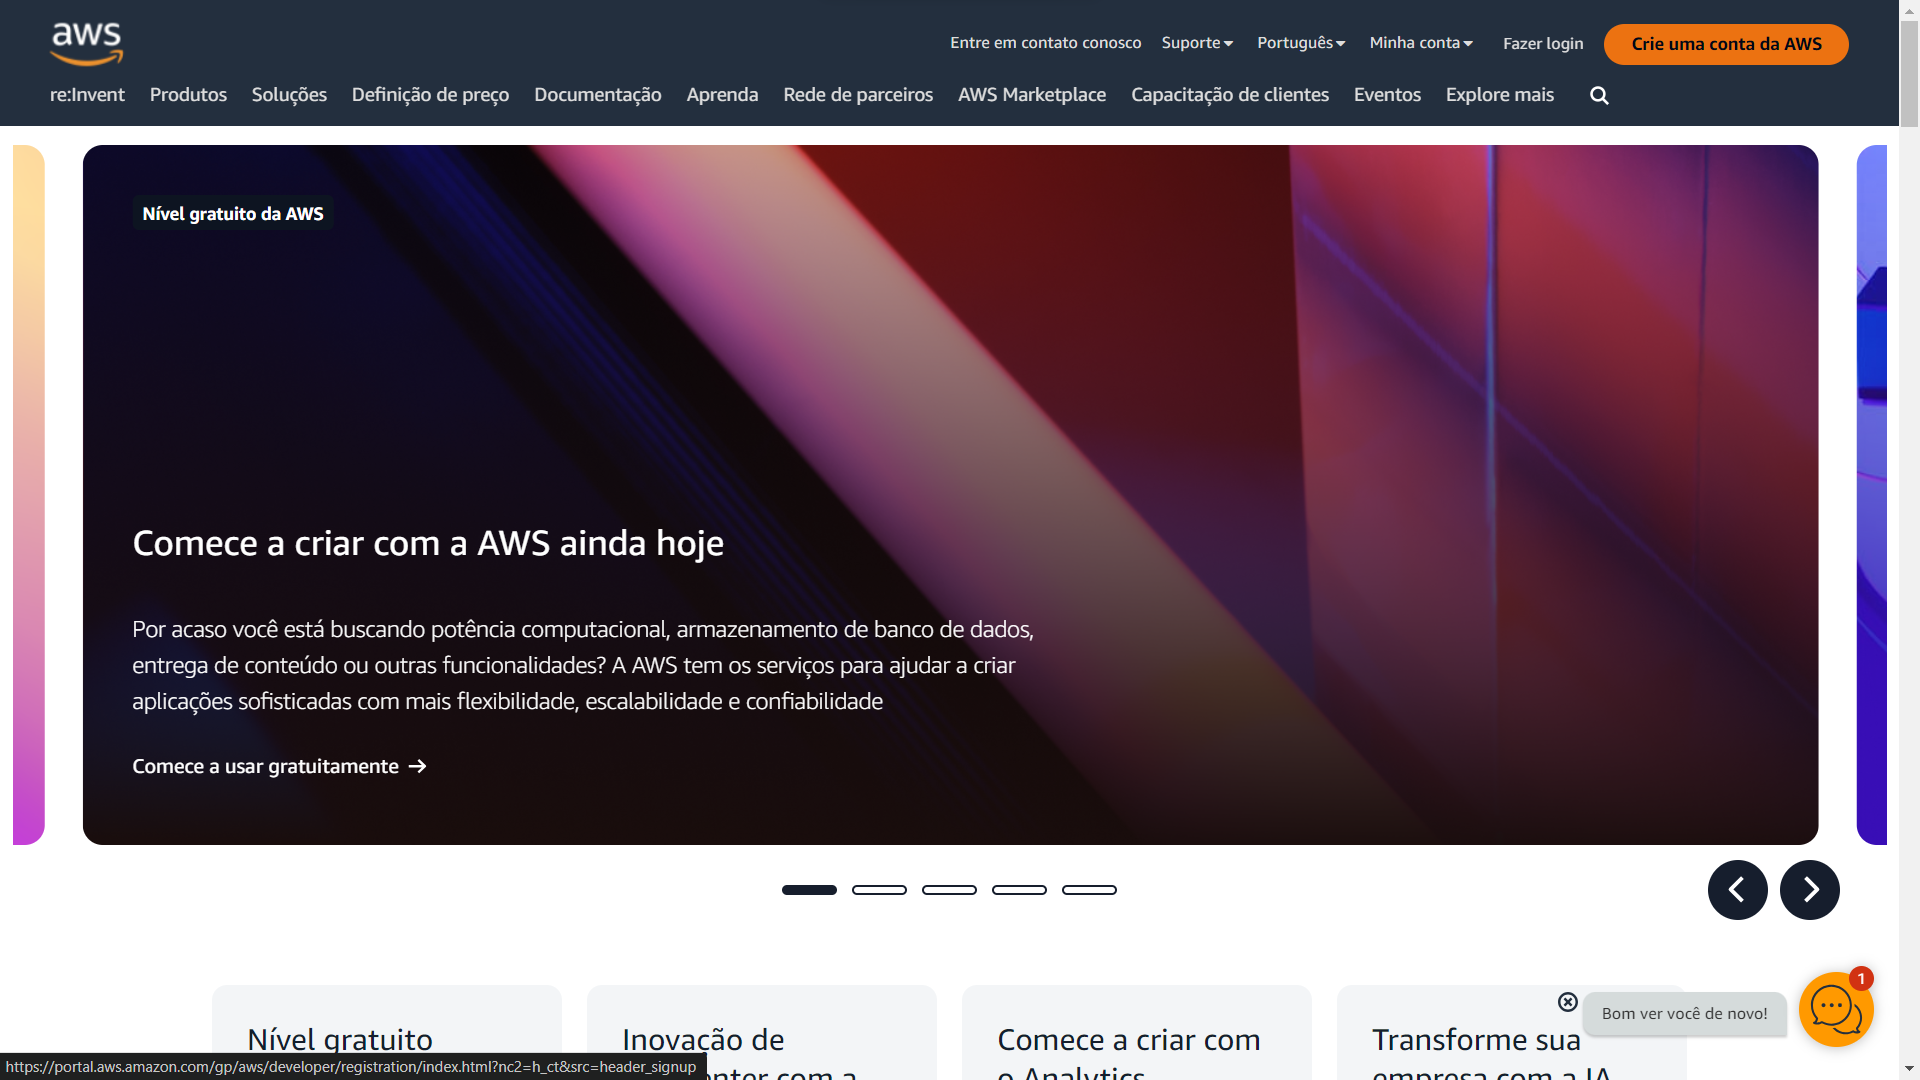 aws
Entre em contato conosco Suporte Português Minha conta Fazer login Crie uma conta da AWS
re:Invent Produtos Soluções Definição de preço Documentação Aprenda Rede de parceiros AWS Marketplace Capacitação de clientes Eventos Explore mais
Nível gratuito da AWS
Comece a criar com a AWS ainda hoje
Por acaso você está buscando potência computacional, armazenamento de banco de dados,
entrega de conteúdo ou outras funcionalidades? A AWS tem os serviços para ajudar a criar
aplicações sofisticadas com mais flexibilidade, escalabilidade e confiabilidade
Comece a usar gratuitamente
1
Bom ver você de novo!
Nível gratuito
Inovação de
com a
Comece a criar com
o Analytics
Transforme sua
empresa com a IA
https://portal.aws.amazon.com/gp/aws/developer/registration/index.html?nc2=h_ct&src=header_signup